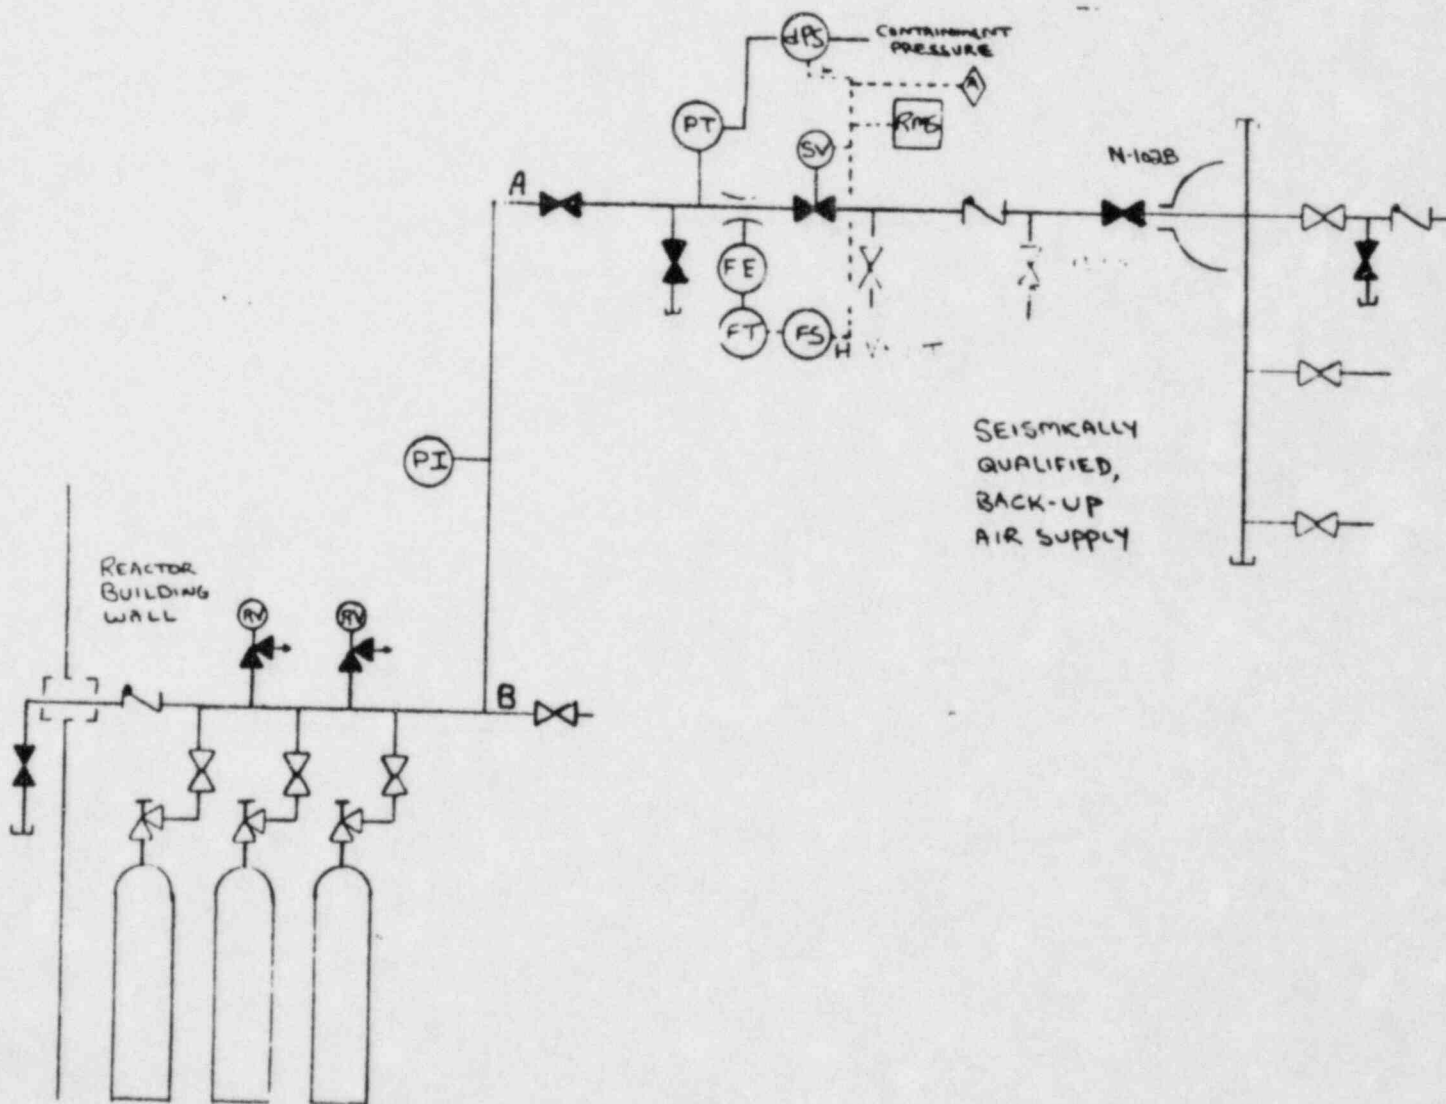 dPS
CONTAINMENT
PRESSURE
A
PT
RMS
SV
N-102B
A
FE
FT
FS
H
PI
SEISMICALLY
QUALIFIED,
BACK-UP
AIR SUPPLY
REACTOR
BUILDING
WALL
RV
RV
B